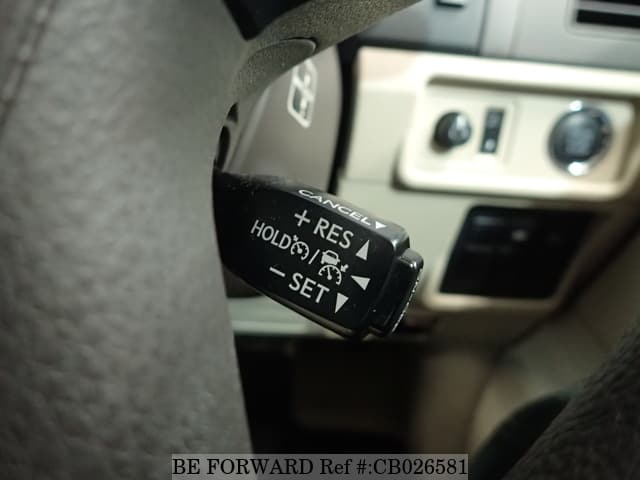 CANCEL▼
+ RES ▲
HOLD /
− SET ▼
BE FORWARD Ref #:CB026581